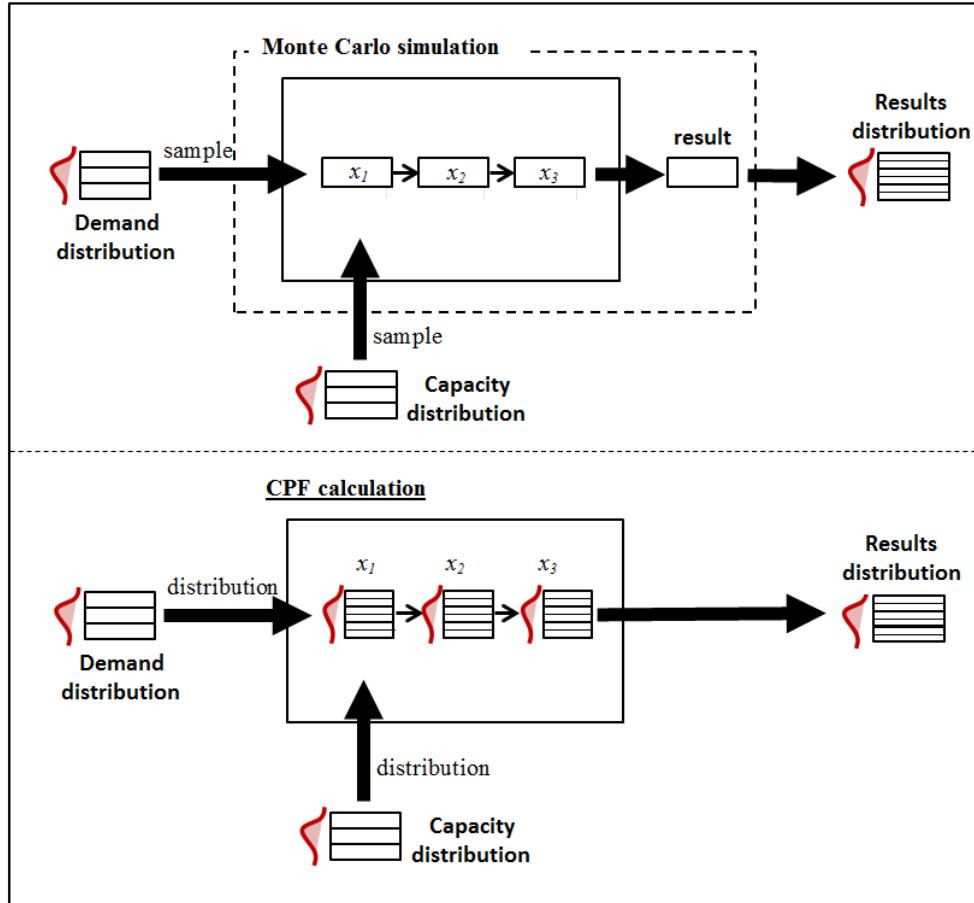 Monte Carlo simulation
Results
distribution
result
sample
x1
x2
x3
Demand
distribution
sample
Capacity
distribution
CPF calculation
Results
distribution
x1
x2
x3
distribution
Demand
distribution
distribution
Capacity
distribution